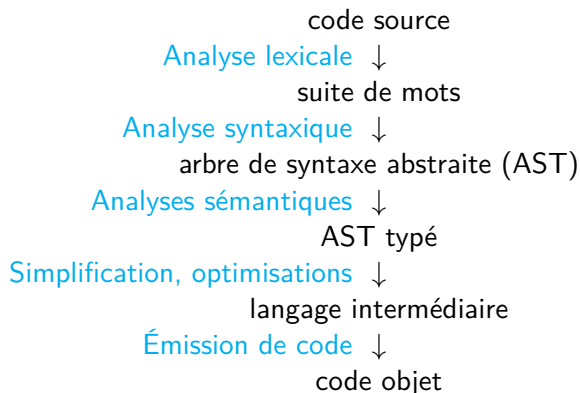 code source
Analyse lexicale ↓
suite de mots
Analyse syntaxique ↓
arbre de syntaxe abstraite (AST)
Analyses sémantiques ↓
AST typé
Simplification, optimisations ↓
langage intermédiaire
Émission de code ↓
code objet